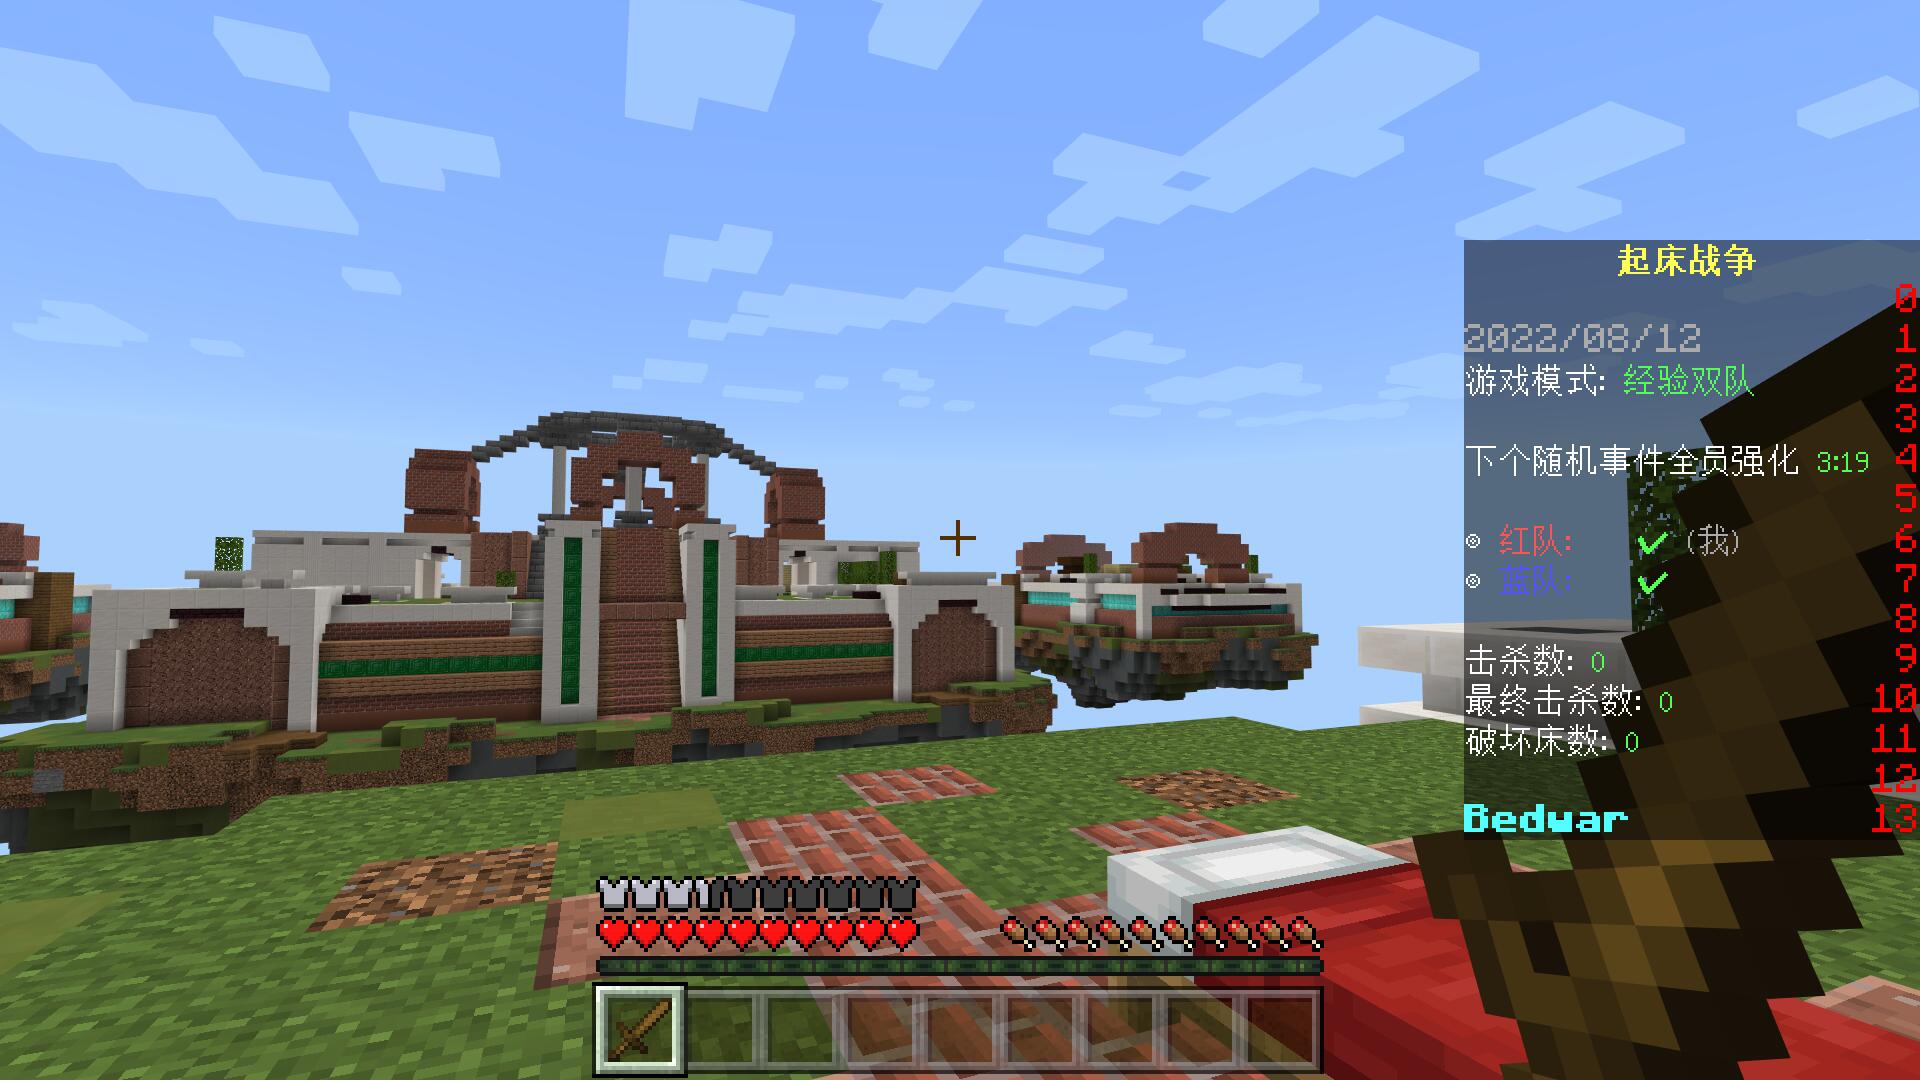 起床战争
0
2022/08/12 1
游戏模式: 经验双队 2
3
下个随机事件全员强化 3:19 4
5
⊙ 红队: ✓ (我) 6
⊙ 蓝队: ✓ 7
8
击杀数: 0 9
最终击杀数: 0 10
破坏床数: 0 11
12
Bedwar 13